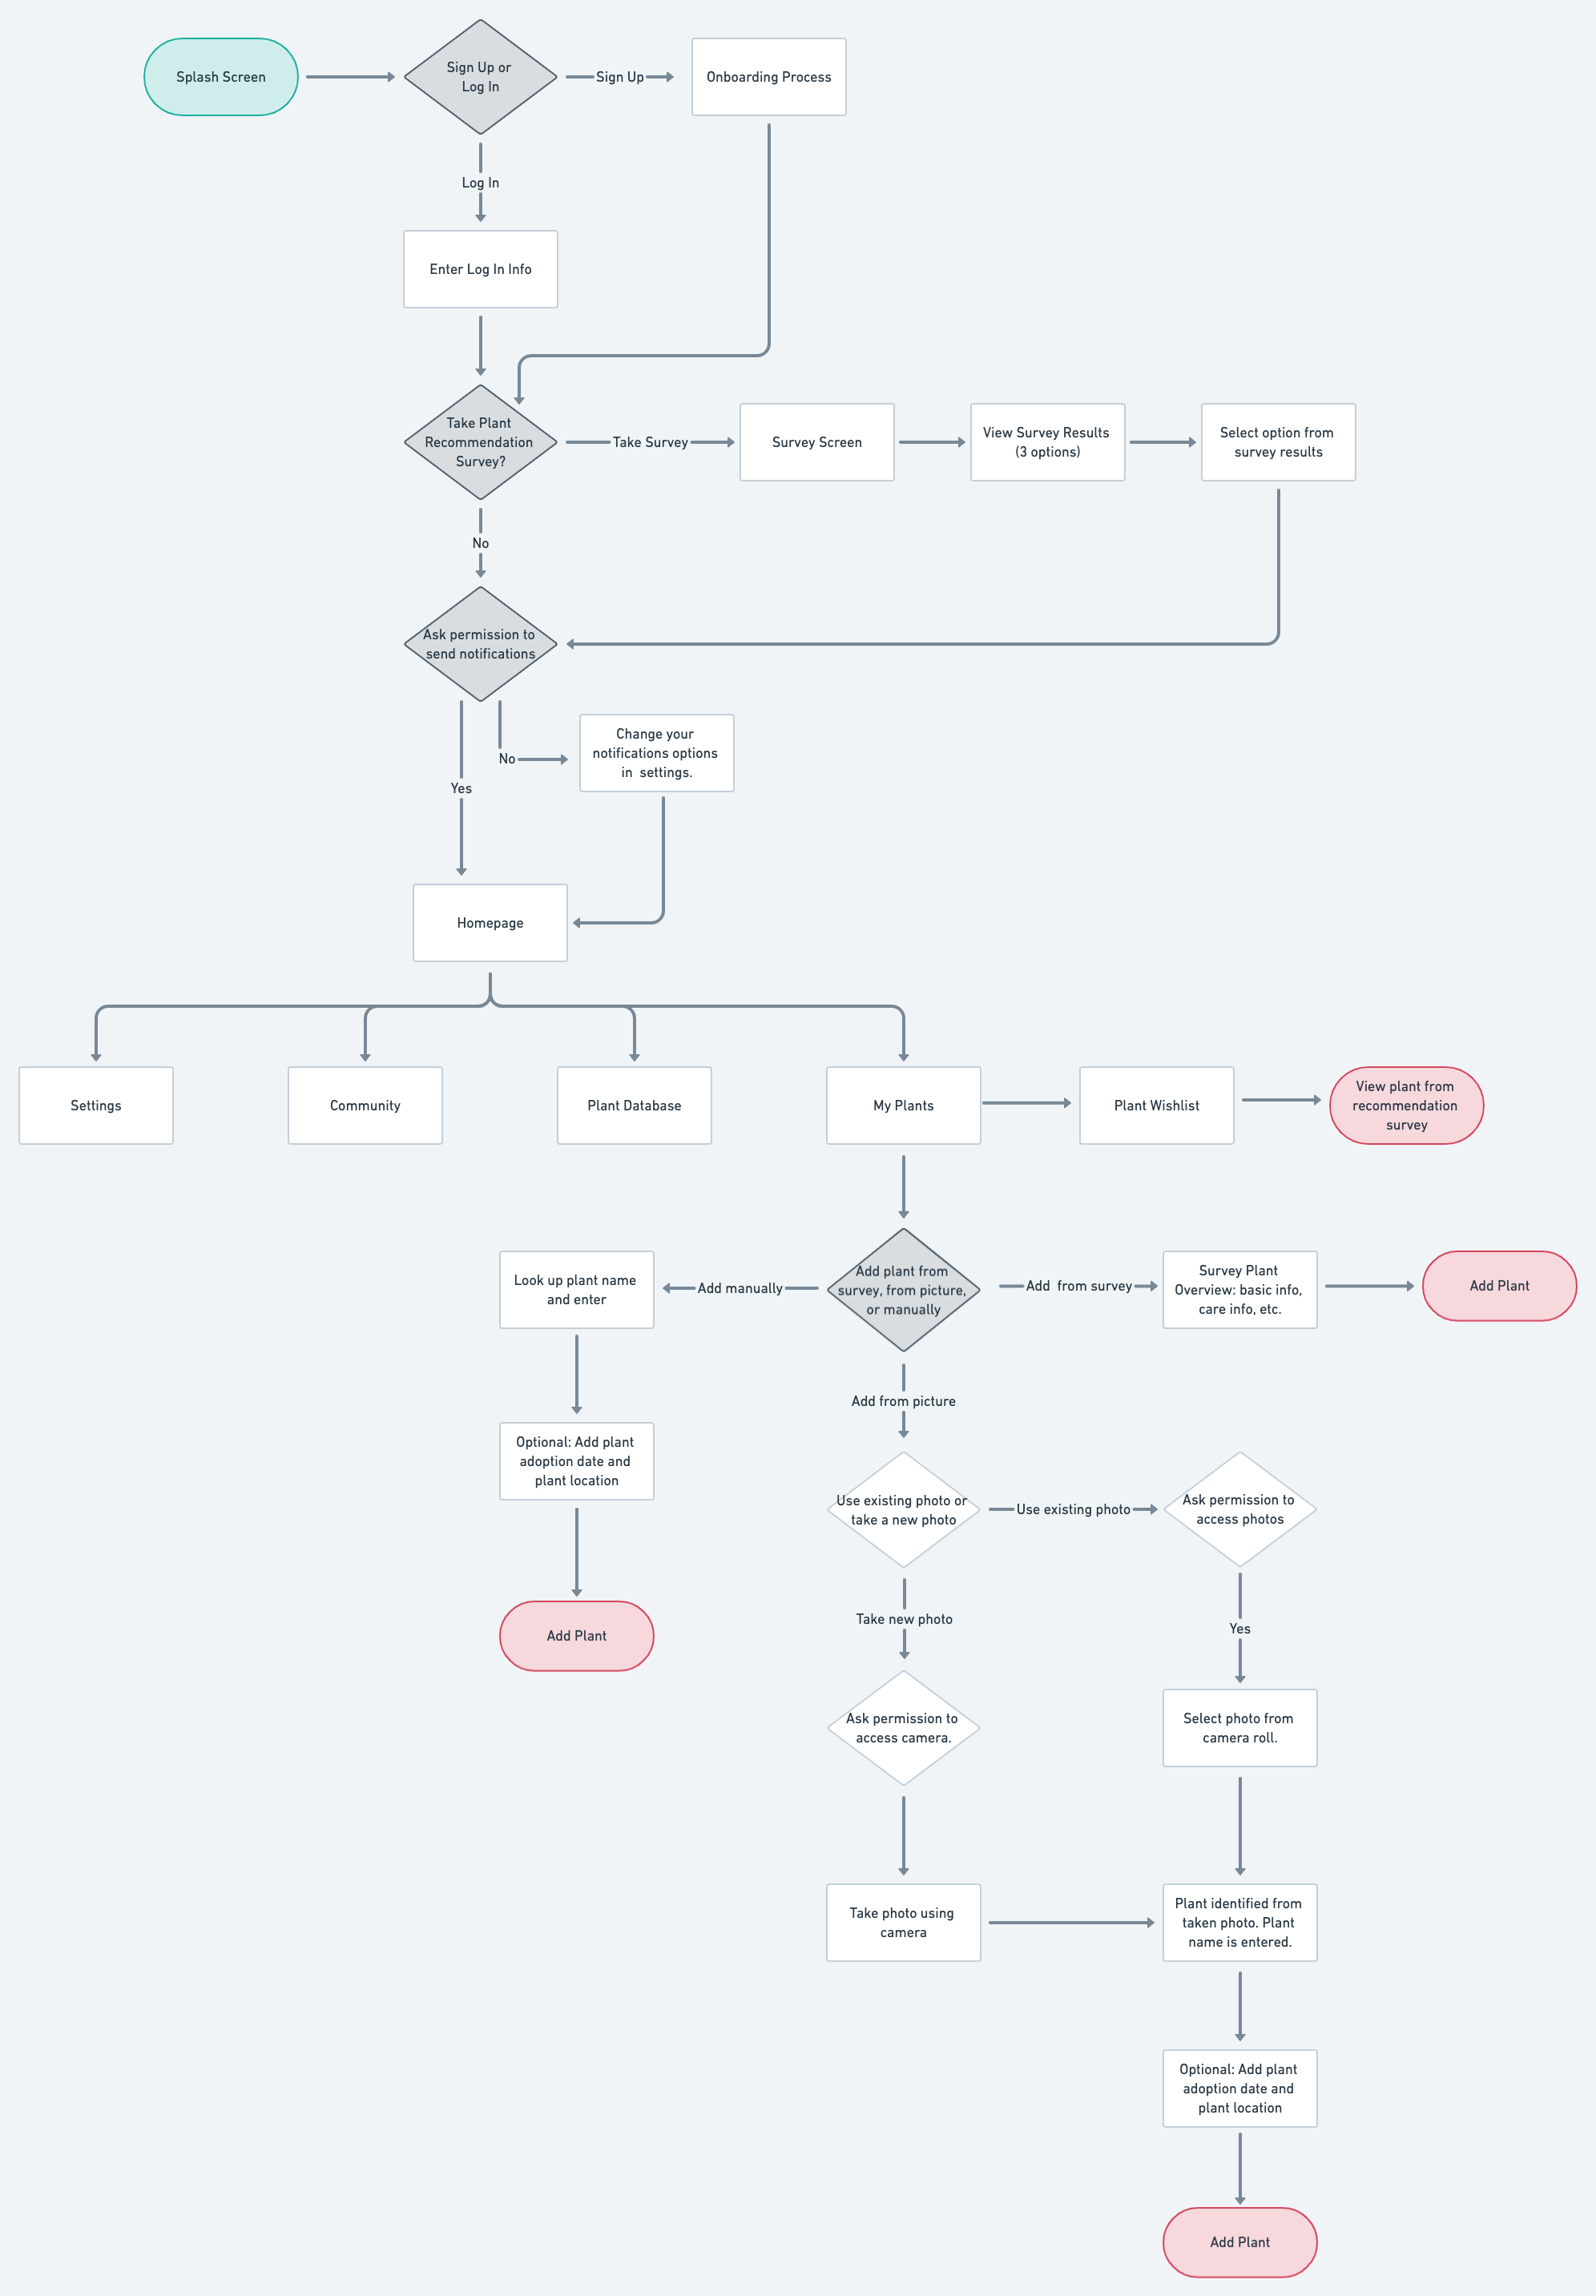 Splash Screen
Sign Up or
Log In
Sign Up
Onboarding Process
Log In
Enter Log In Info
Take Plant
Recommendation
Survey?
Take Survey
Survey Screen
View Survey Results
(3 options)
Select option from
survey results
No
Ask permission to
send notifications
Change your
notifications options
in settings.
No
Yes
Homepage
Settings
Community
Plant Database
My Plants
Plant Wishlist
View plant from
recommendation
survey
Look up plant name
and enter
Add manually
Add plant from
survey, from picture,
or manually
Add from survey
Survey Plant
Overview: basic info,
care info, etc.
Add Plant
Add from picture
Optional: Add plant
adoption date and
plant location
Use existing photo or
take a new photo
Use existing photo
Ask permission to
access photos
Add Plant
Take new photo
Yes
Ask permission to
access camera.
Select photo from
camera roll.
Take photo using
camera
Plant identified from
taken photo. Plant
name is entered.
Optional: Add plant
adoption date and
plant location
Add Plant